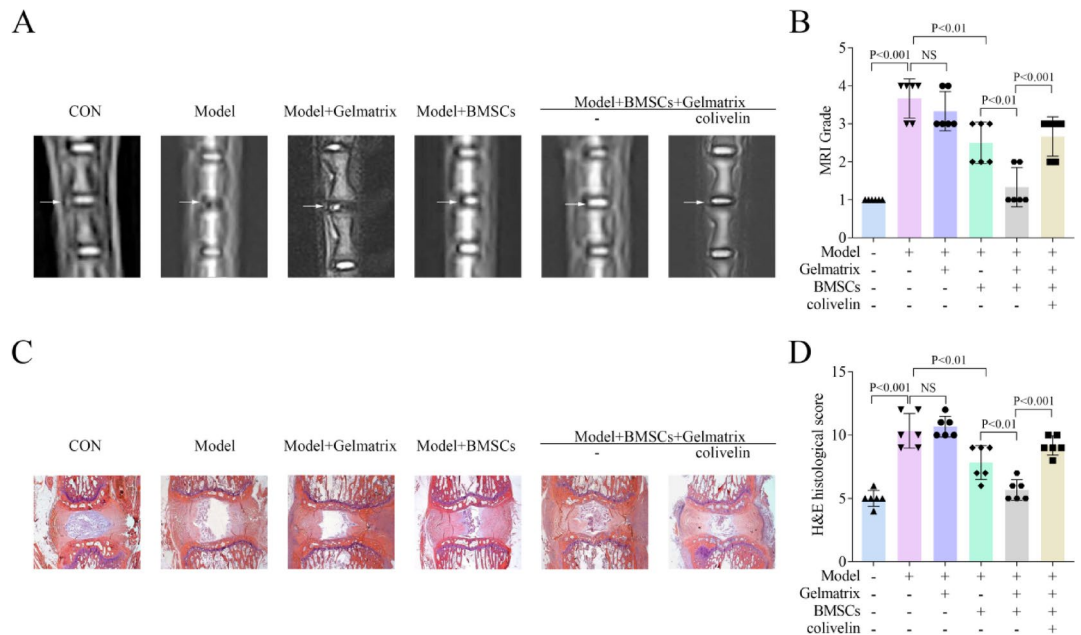 A
CON
Model
Model+Gelmatrix
Model+BMSCs
Model+BMSCs+Gelmatrix
-
colivelin
B
MRI Grade
5
4
3
2
1
0
P<0.001
NS
P<0.01
P<0.01
P<0.001
Model - + + + + +
Gelmatrix - - + - + +
BMSCs - - - + + +
colivelin - - - - - +
C
CON
Model
Model+Gelmatrix
Model+BMSCs
Model+BMSCs+Gelmatrix
-
colivelin
D
H&E histological score
15
10
5
0
P<0.001
NS
P<0.01
P<0.01
P<0.001
Model - + + + + +
Gelmatrix - - + - + +
BMSCs - - - + + +
colivelin - - - - - +